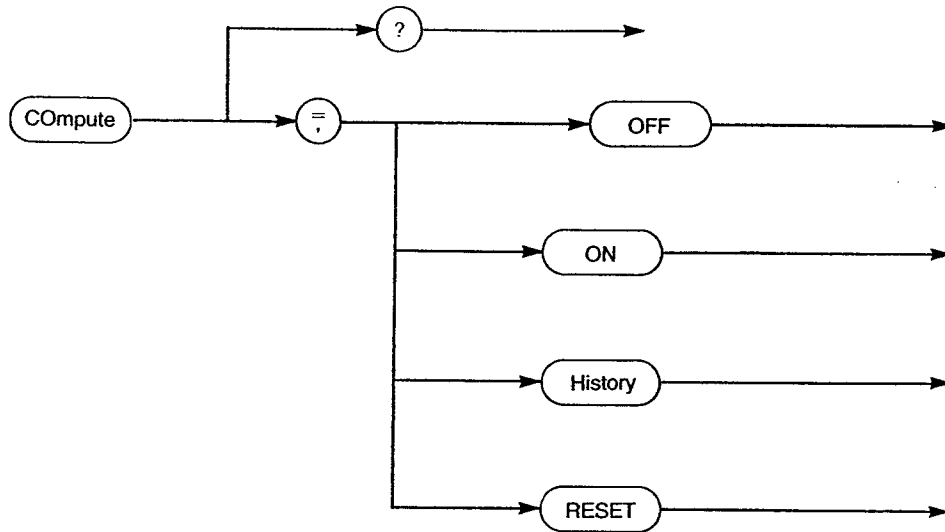 ?
COmpute
=
,
OFF
ON
History
RESET